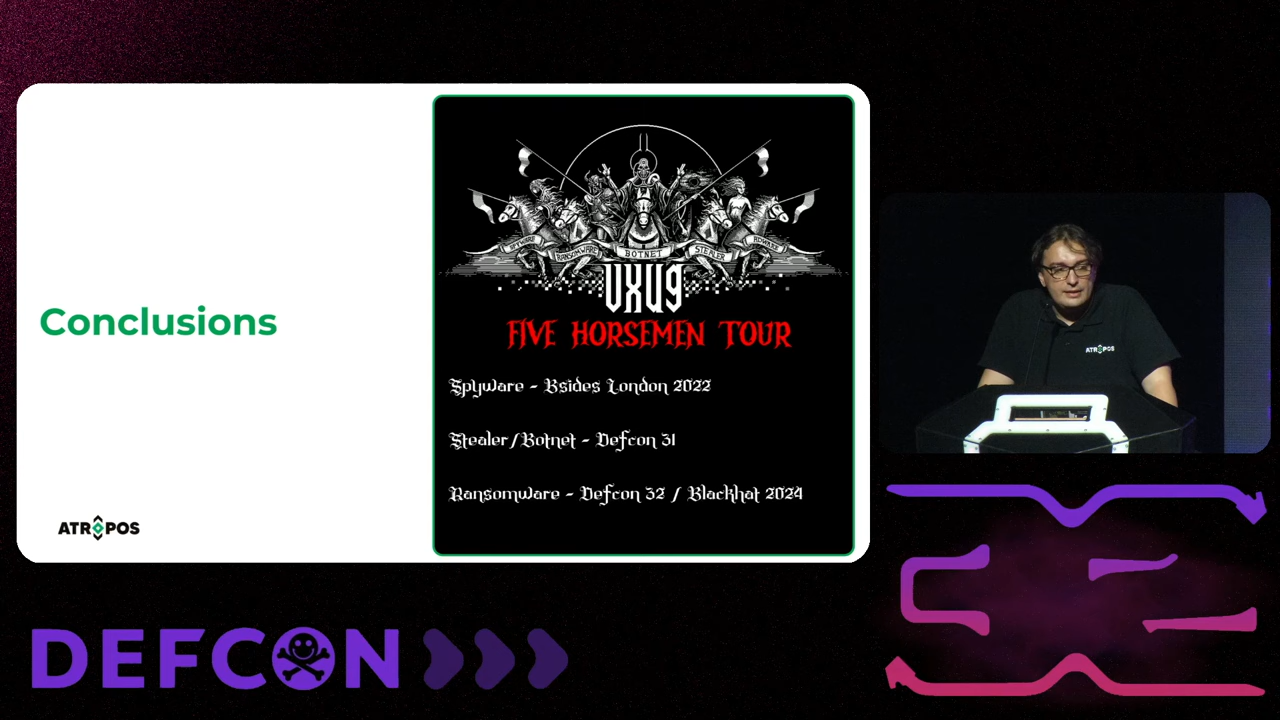 Conclusions
ATROPOS
SPYWARE
RANSOMWARE
BOTNET
STEALER
VXUG
FIVE HORSEMEN TOUR
Spyware - Bsides London 2022
Stealer/Botnet - Defcon 31
Ransomware - Defcon 32 / Blackhat 2024
ATROPOS
DEFCON